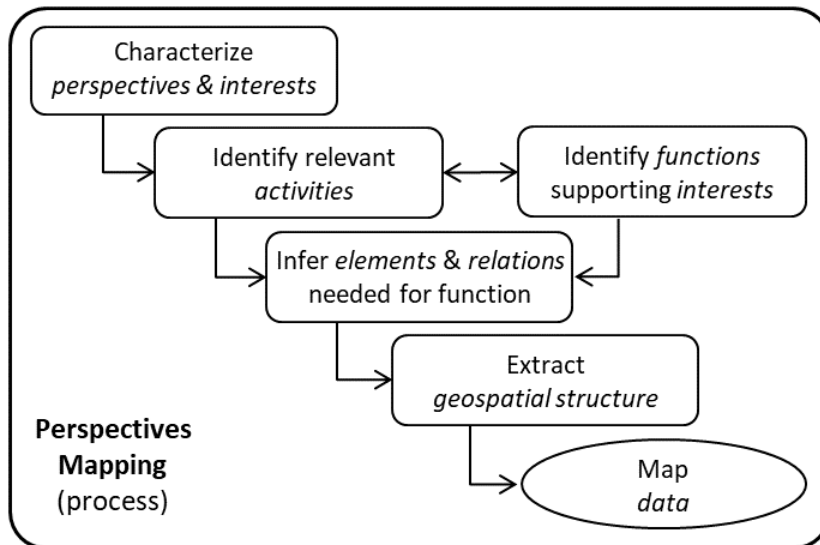 Characterize
perspectives & interests
Identify relevant
activities
Identify functions
supporting interests
Infer elements & relations
needed for function
Extract
geospatial structure
Perspectives
Mapping
(process)
Map
data